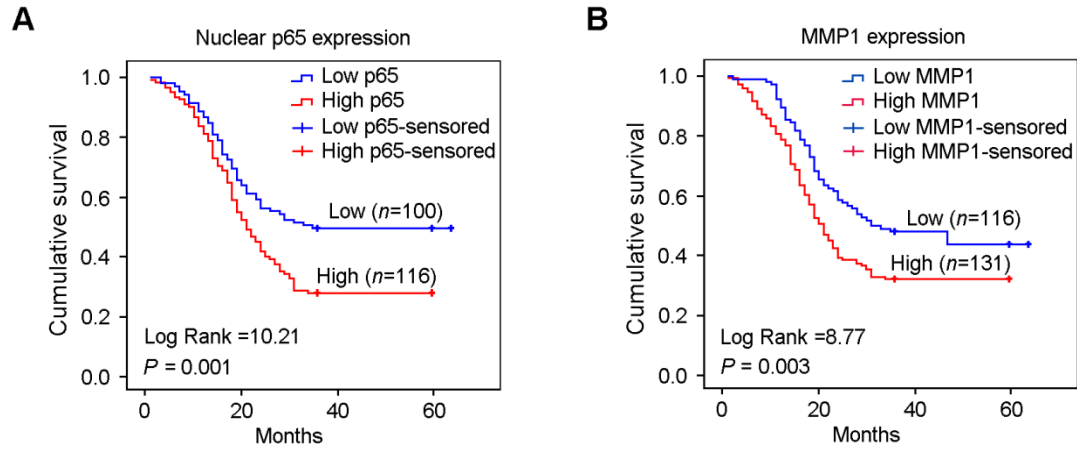 A
Nuclear p65 expression
Low p65
High p65
Low p65-sensored
High p65-sensored
Low (n=100)
High (n=116)
Log Rank =10.21
P = 0.001
Cumulative survival
1.0
0.8
0.6
0.4
0.2
0.0
0 20 40 60
Months
B
MMP1 expression
Low MMP1
High MMP1
Low MMP1-sensored
High MMP1-sensored
Low (n=116)
High (n=131)
Log Rank =8.77
P = 0.003
Cumulative survival
1.0
0.8
0.6
0.4
0.2
0.0
0 20 40 60
Months